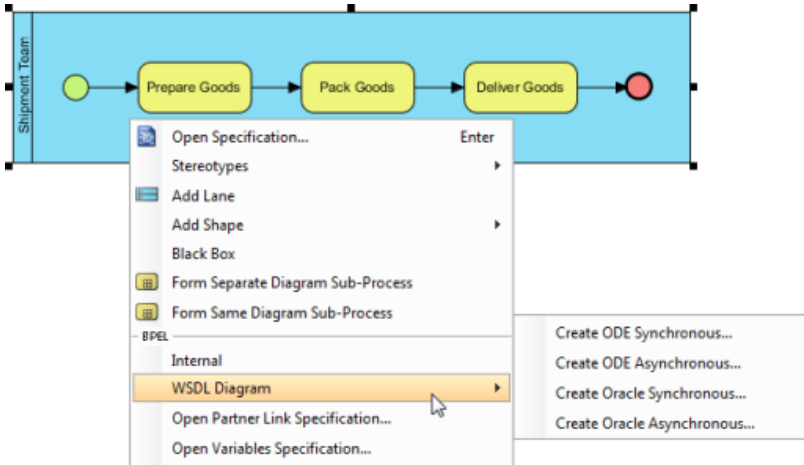 Shipment Team
Prepare Goods
Pack Goods
Deliver Goods
Open Specification... Enter
Stereotypes
Add Lane
Add Shape
Black Box
Form Separate Diagram Sub-Process
Form Same Diagram Sub-Process
BPEL
Internal
WSDL Diagram
Open Partner Link Specification...
Open Variables Specification...
Create ODE Synchronous...
Create ODE Asynchronous...
Create Oracle Synchronous...
Create Oracle Asynchronous...